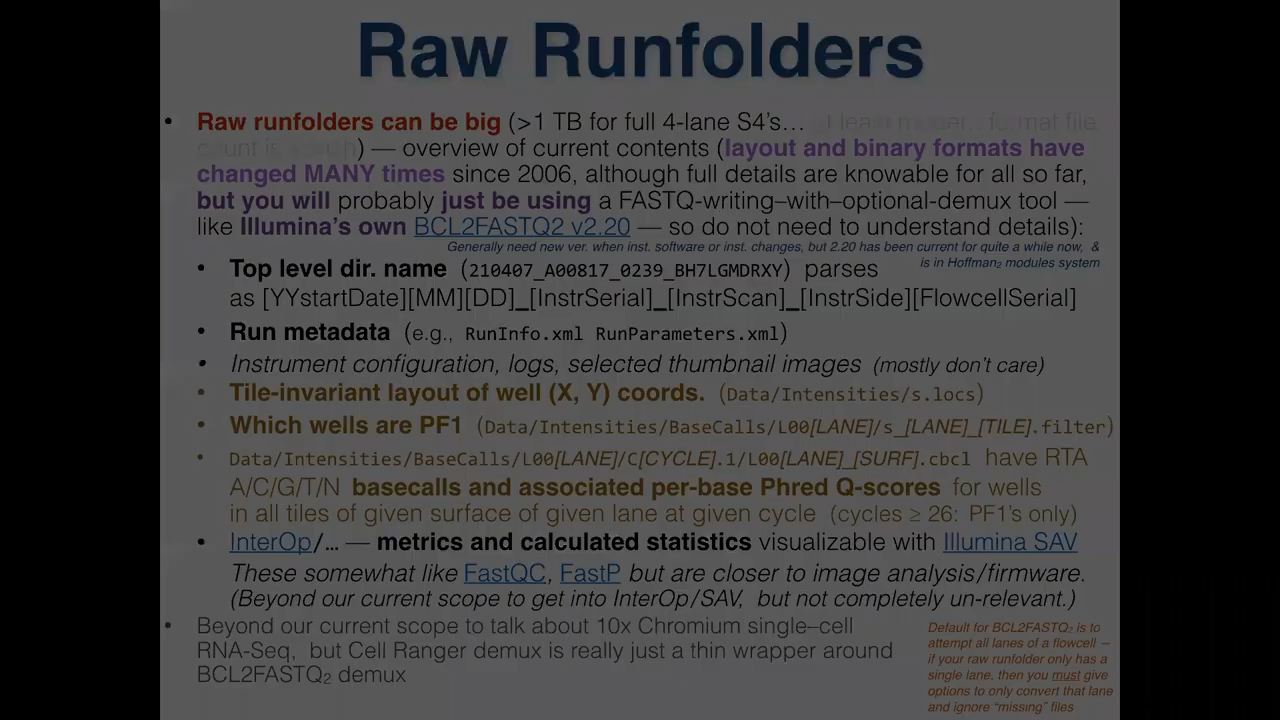 Raw Runfolders
• Raw runfolders can be big (>1 TB for full 4-lane S4's… at least
count is) — overview of current contents (layout and binary formats have
changed MANY times since 2006, although full details are knowable for all so far,
but you will probably just be using a FASTQ-writing–with–optional-demux tool —
like Illumina's own BCL2FASTQ2 v2.20 — so do not need to understand details):
Generally need new ver. when inst. software or inst. changes, but 2.20 has been current for quite a while now, &
is in Hoffman₂ modules system
• Top level dir. name (210407_A00817_0239_BH7LGMDRXY) parses
as [YYstartDate][MM][DD]_[InstrSerial]_[InstrScan]_[InstrSide][FlowcellSerial]
• Run metadata (e.g., RunInfo.xml RunParameters.xml)
• Instrument configuration, logs, selected thumbnail images (mostly don't care)
• Tile-invariant layout of well (X, Y) coords. (Data/Intensities/s.locs)
• Which wells are PF1 (Data/Intensities/BaseCalls/L00[LANE]/s_[LANE]_[TILE].filter)
• Data/Intensities/BaseCalls/L00[LANE]/C[CYCLE].1/L00[LANE]_[SURF].cbcl have RTA
A/C/G/T/N basecalls and associated per-base Phred Q-scores for wells
in all tiles of given surface of given lane at given cycle (cycles ≥ 26: PF1's only)
• InterOp/… — metrics and calculated statistics visualizable with Illumina SAV
These somewhat like FastQC, FastP but are closer to image analysis/firmware.
(Beyond our current scope to get into InterOp/SAV, but not completely un-relevant.)
• Beyond our current scope to talk about 10x Chromium single–cell
RNA-Seq, but Cell Ranger demux is really just a thin wrapper around
BCL2FASTQ₂ demux
Default for BCL2FASTQ₂ is to
attempt all lanes of a flowcell —
if your raw runfolder only has a
single lane, then you must give
options to only convert that lane
and ignore "missing" files